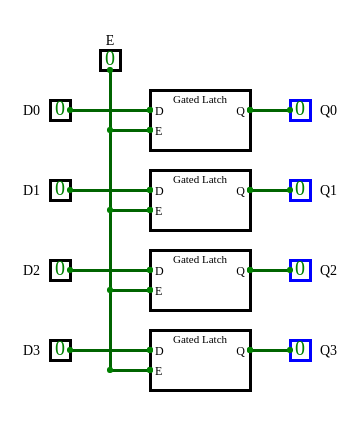 E
0
Gated Latch
D0 0 D Q 0 Q0
E
Gated Latch
D1 0 D Q 0 Q1
E
Gated Latch
D2 0 D Q 0 Q2
E
Gated Latch
D3 0 D Q 0 Q3
E